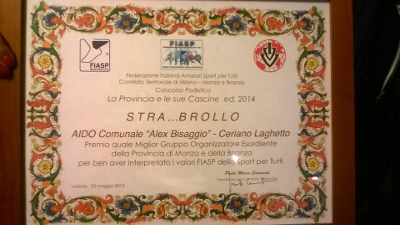 FIASP
FIASP
Federazione Italiana Amatori Sport per Tutti
Comitato Territoriale di Milano - Monza e Brianza
Concorso Podistico
La Provincia e le sue Cascine ed. 2014
STRA...BROLLO
AIDO Comunale "Alex Bisaggio" - Ceriano Laghetto
Premio quale Miglior Gruppo Organizzatore Esordiente
della Provincia di Monza e della Brianza
per ben aver interpretato i valori FIASP dello Sport per Tutti
maggio 2015